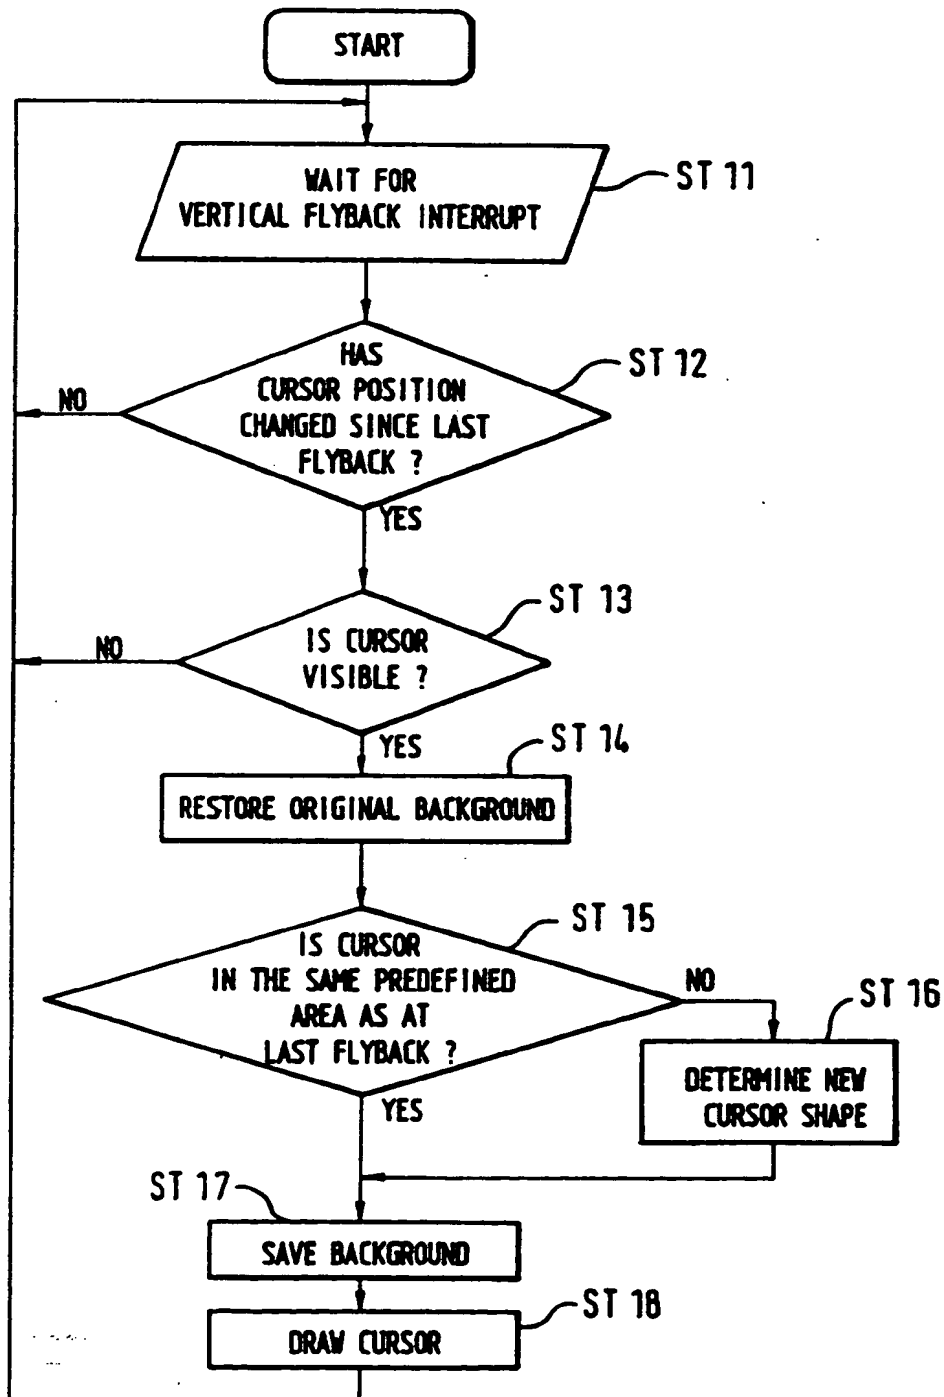 START
WAIT FOR
VERTICAL FLYBACK INTERRUPT
ST 11
HAS
CURSOR POSITION
CHANGED SINCE LAST
FLYBACK ?
ST 12
NO
YES
IS CURSOR
VISIBLE ?
ST 13
NO
YES
ST 14
RESTORE ORIGINAL BACKGROUND
IS CURSOR
IN THE SAME PREDEFINED
AREA AS AT
LAST FLYBACK ?
ST 15
NO
ST 16
DETERMINE NEW
CURSOR SHAPE
YES
ST 17
SAVE BACKGROUND
ST 18
DRAW CURSOR